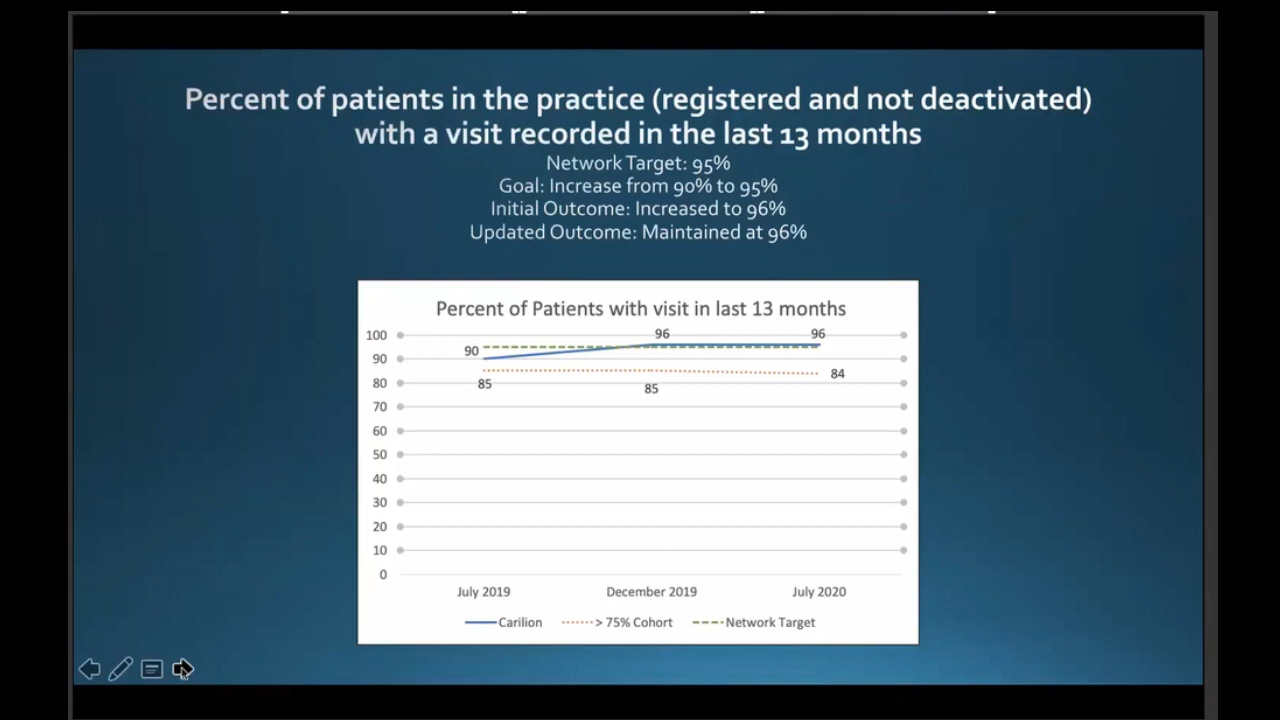 Percent of patients in the practice (registered and not deactivated)
with a visit recorded in the last 13 months
Network Target: 95%
Goal: Increase from 90% to 95%
Initial Outcome: Increased to 96%
Updated Outcome: Maintained at 96%
Percent of Patients with visit in last 13 months
100
90
80
70
60
50
40
30
20
10
0
90
96
96
85
85
84
July 2019 December 2019 July 2020
Carilion > 75% Cohort Network Target